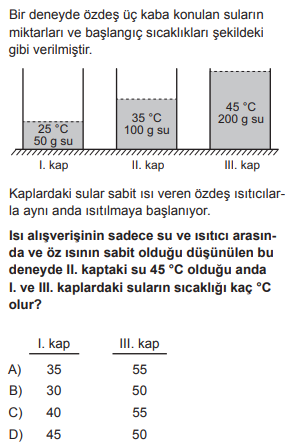 Bir deneyde özdeş üç kaba konulan suların
miktarları ve başlangıç sıcaklıkları şekildeki
gibi verilmiştir.
25 °C
50 g su
35 °C
100 g su
45 °C
200 g su
I. kap II. kap III. kap
Kaplardaki sular sabit ısı veren özdeş ısıtıcılar-
la aynı anda ısıtılmaya başlanıyor.
Isı alışverişinin sadece su ve ısıtıcı arasın-
da ve öz ısının sabit olduğu düşünülen bu
deneyde II. kaptaki su 45 °C olduğu anda
I. ve III. kaplardaki suların sıcaklığı kaç °C
olur?
I. kap III. kap
A) 35 55
B) 30 50
C) 40 55
D) 45 50